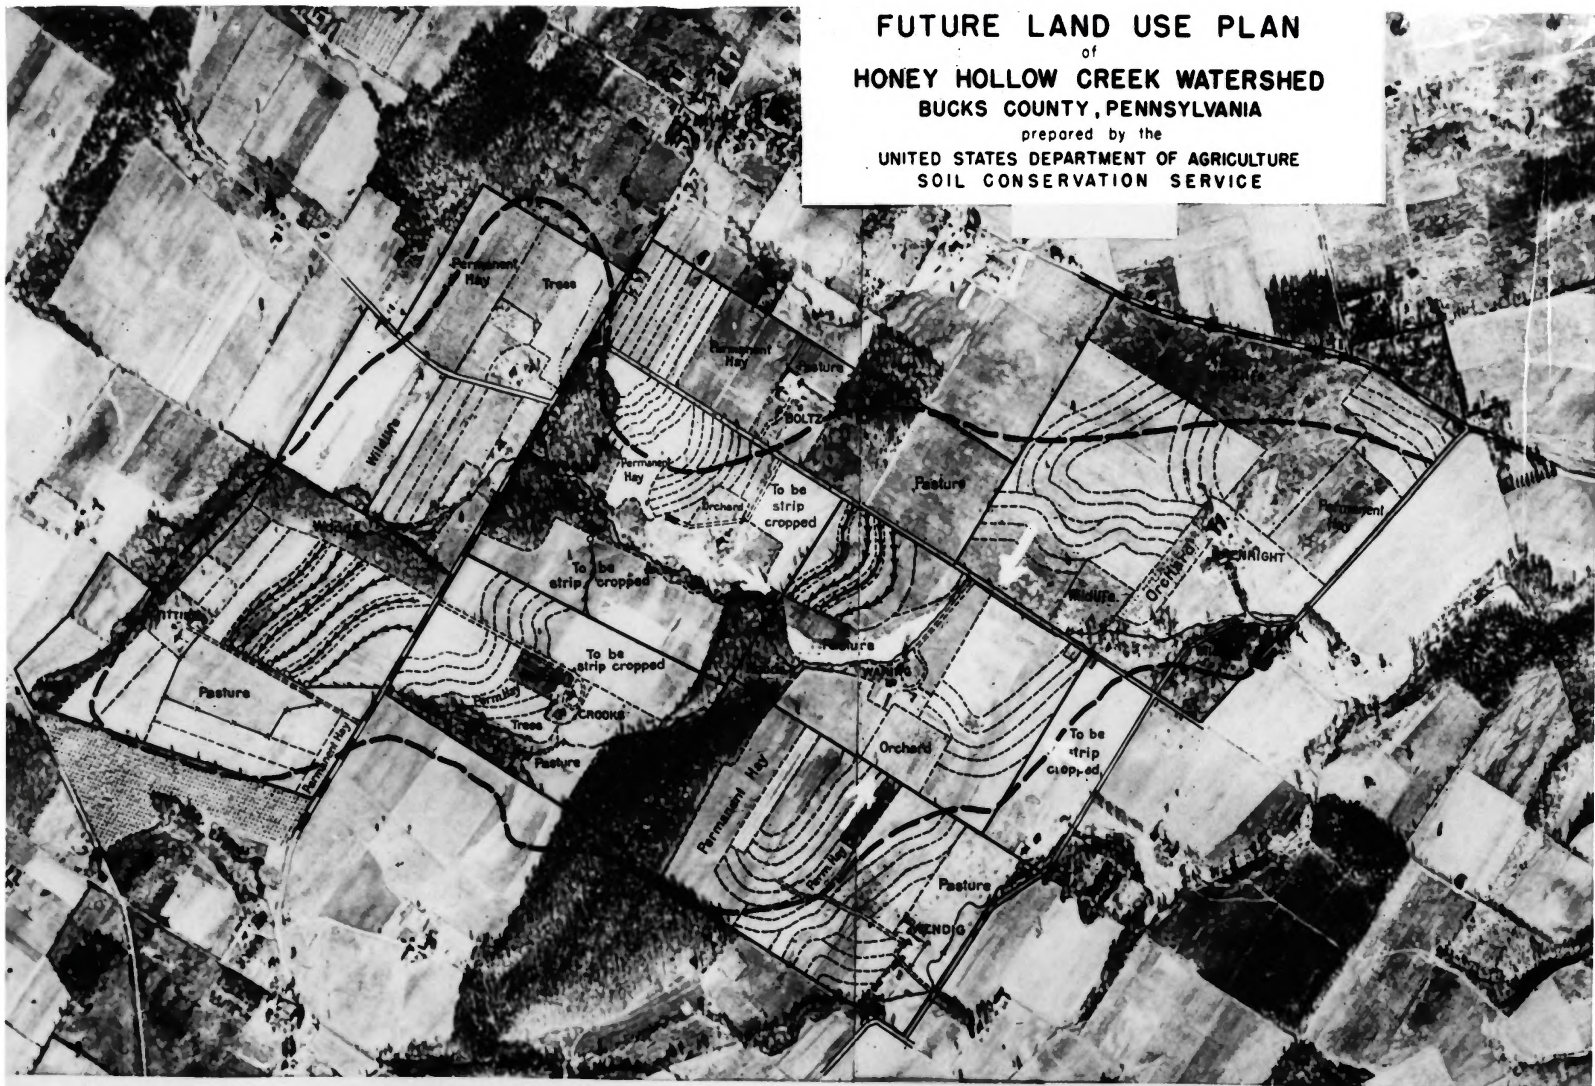 FUTURE LAND USE PLAN
of
HONEY HOLLOW CREEK WATERSHED
BUCKS COUNTY, PENNSYLVANIA
prepared by the
UNITED STATES DEPARTMENT OF AGRICULTURE
SOIL CONSERVATION SERVICE
Permanent
Hay
Trees
Permanent
Hay
Pasture
BOLTZ
Wildlife
Permanent
Hay
Orchard
To be
strip
cropped
Pasture
Permanent
Hay
Orchard
Wildlife
To be
strip cropped
To be
strip cropped
Perm. Hay
Trees
CROOKS
Pasture
Pasture
Permanent Hay
Pasture
WARING
Orchard
To be
strip
cropped
Permanent Hay
Perm. Hay
Pasture